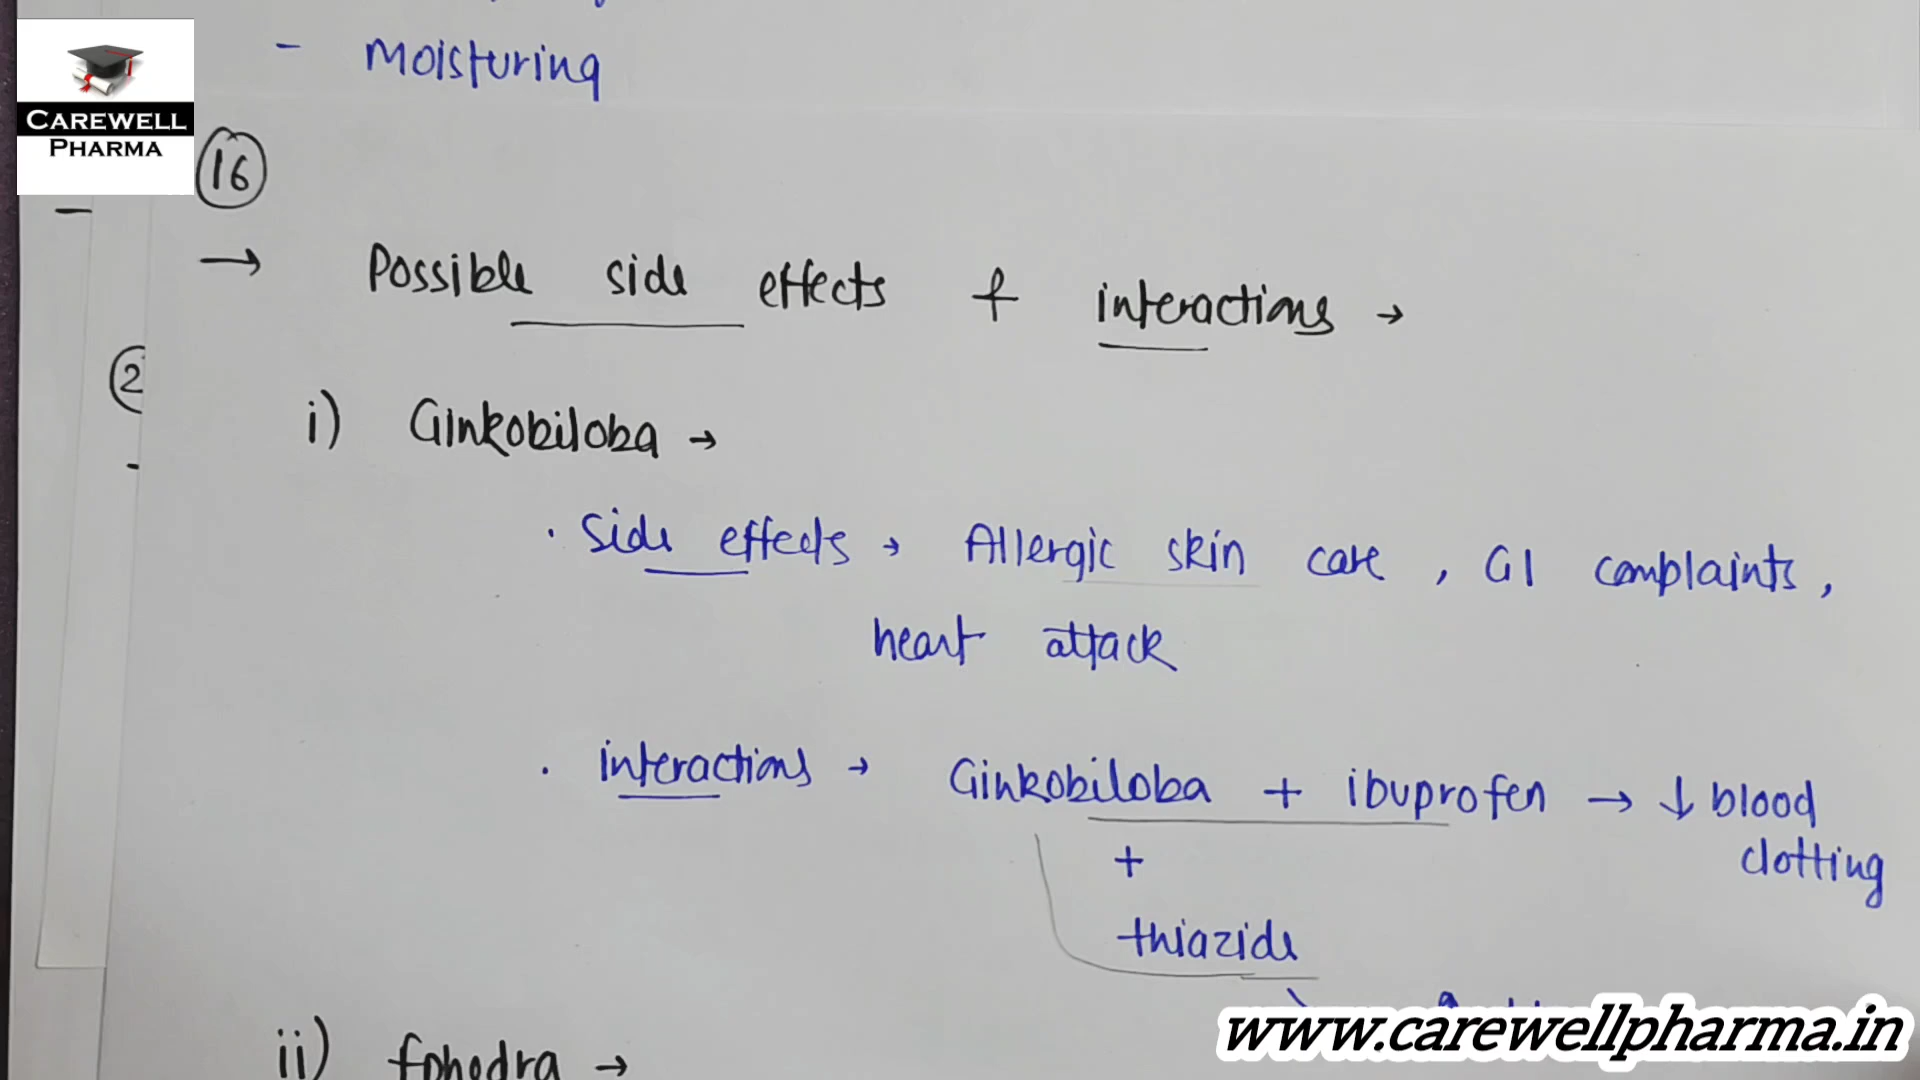 - Moisturing
CAREWELL
PHARMA
16
→ Possible side effects + interactions →
2
i) Ginkobiloba →
· Side effects → Allergic skin care, GI complaints,
heart attack
· interactions → Ginkobiloba + ibuprofen → ↓ blood
clotting
+
thiazide
www.carewellpharma.in
ii) Ephedra →